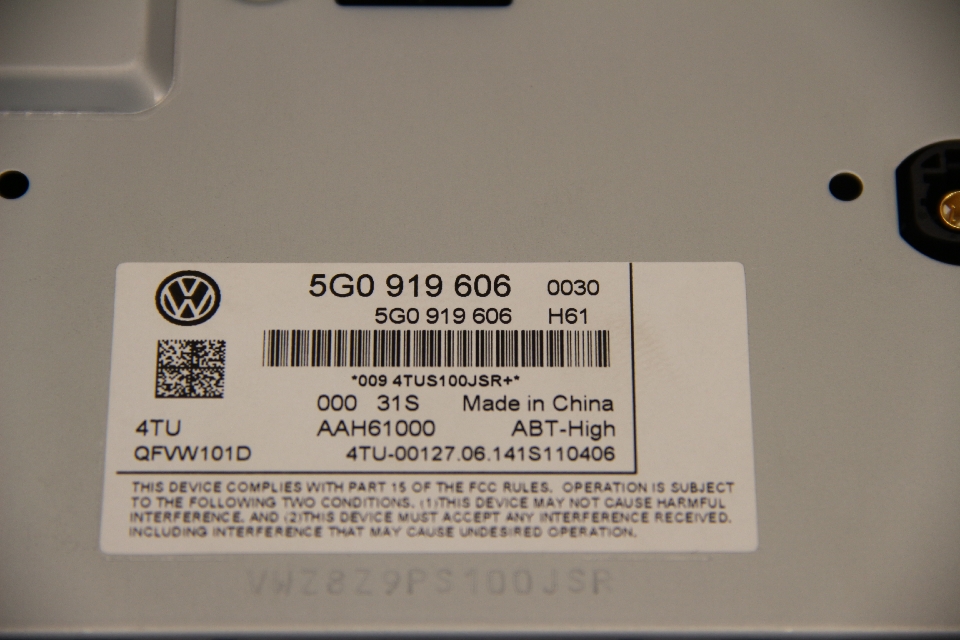 5G0 919 606 0030
5G0 919 606 H61
*009 4TUS100JSR+*
000 31S Made in China
4TU AAH61000 ABT-High
QFVW101D 4TU-00127.06.141S110406
THIS DEVICE COMPLIES WITH PART 15 OF THE FCC RULES. OPERATION IS SUBJECT
TO THE FOLLOWING TWO CONDITIONS. (1)THIS DEVICE MAY NOT CAUSE HARMFUL
INTERFERENCE. AND (2)THIS DEVICE MUST ACCEPT ANY INTERFERENCE RECEIVED.
INCLUDING INTERFERENCE THAT MAY CAUSE UNDESIRED OPERATION.
VWZ8Z9PS100JSR